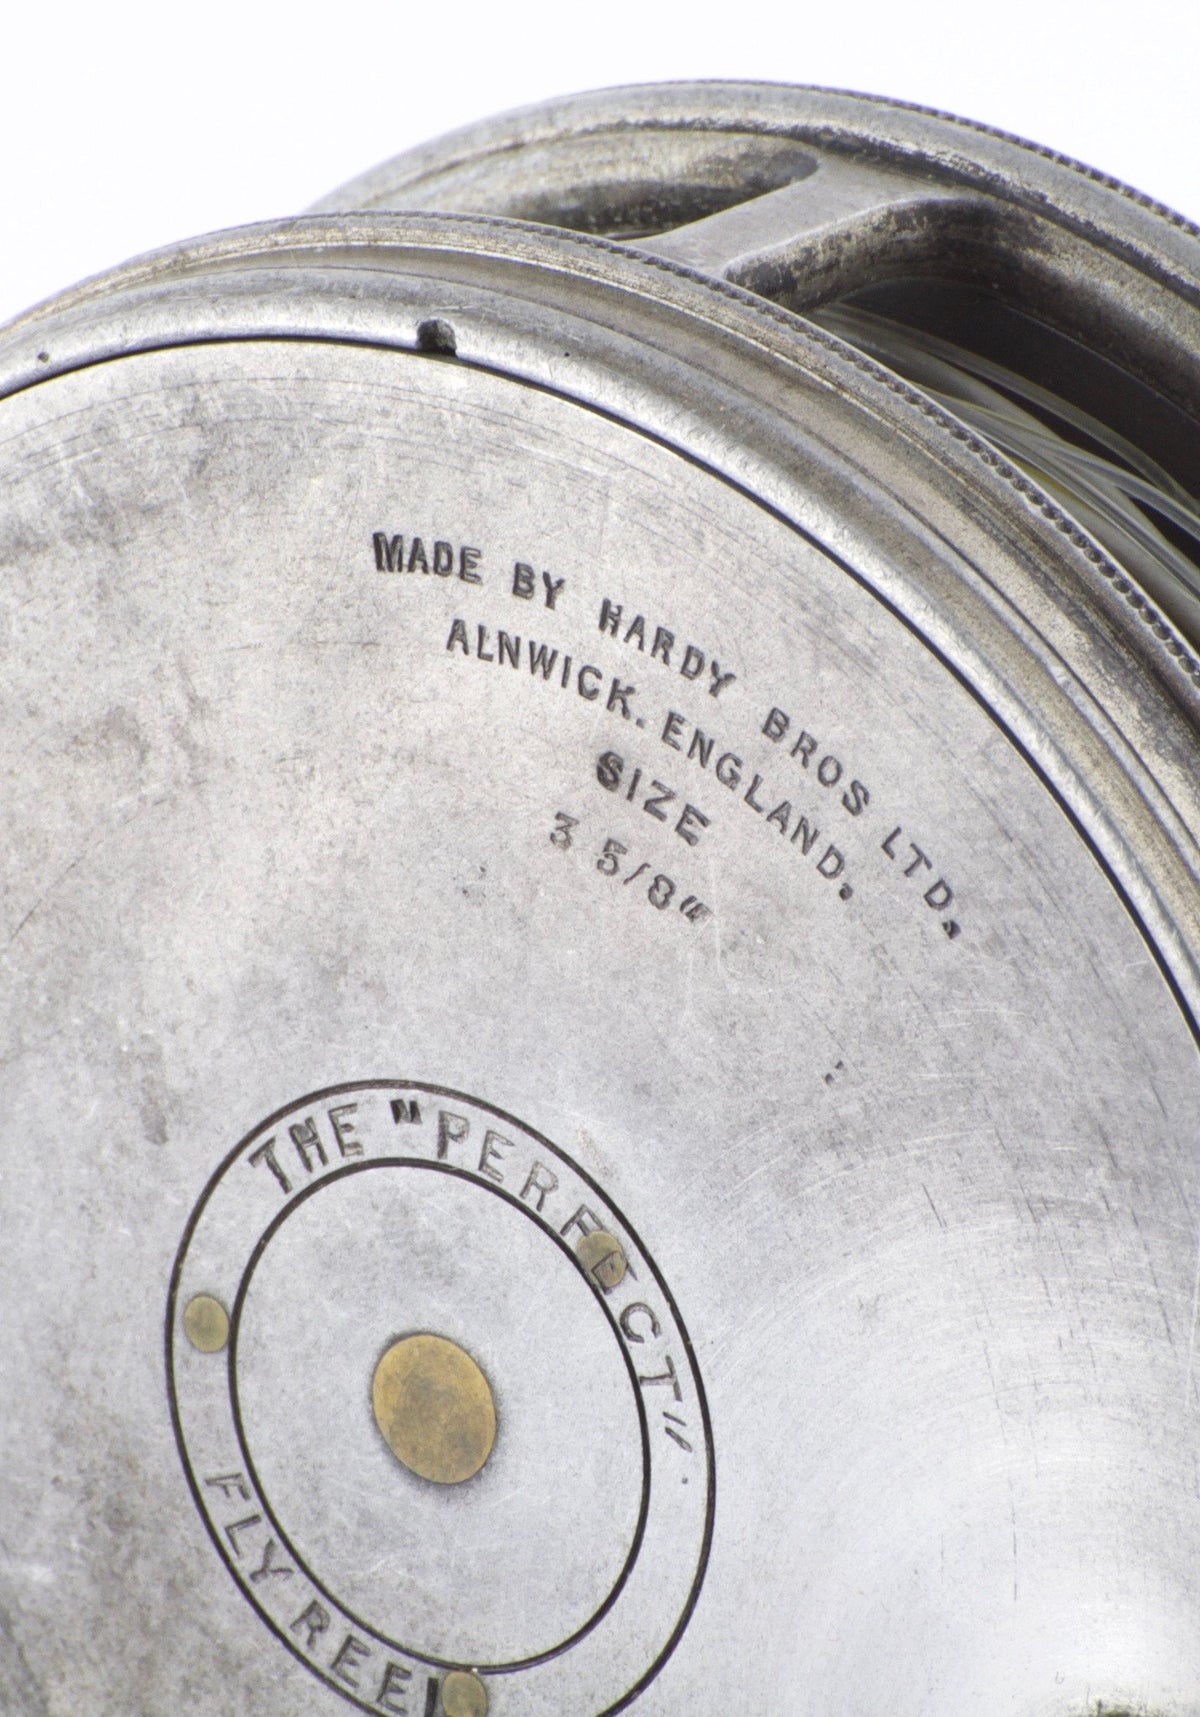 MADE BY HARDY BROS LTD.
ALNWICK. ENGLAND.
SIZE
3 5/8"
THE "PERFECT"
FLY REEL